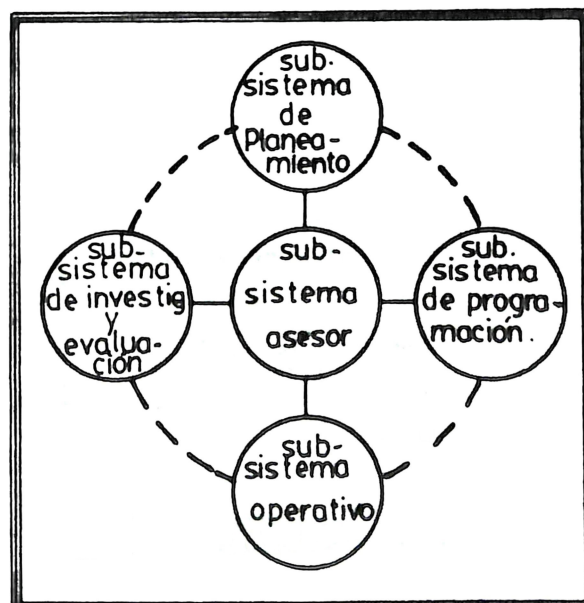 sub-
sistema
de
Planea-
miento
sub-
sistema
de investig
y
evalua-
ción
sub-
sistema
asesor
sub.
sistema
de progra-
mación.
sub-
sistema
operativo